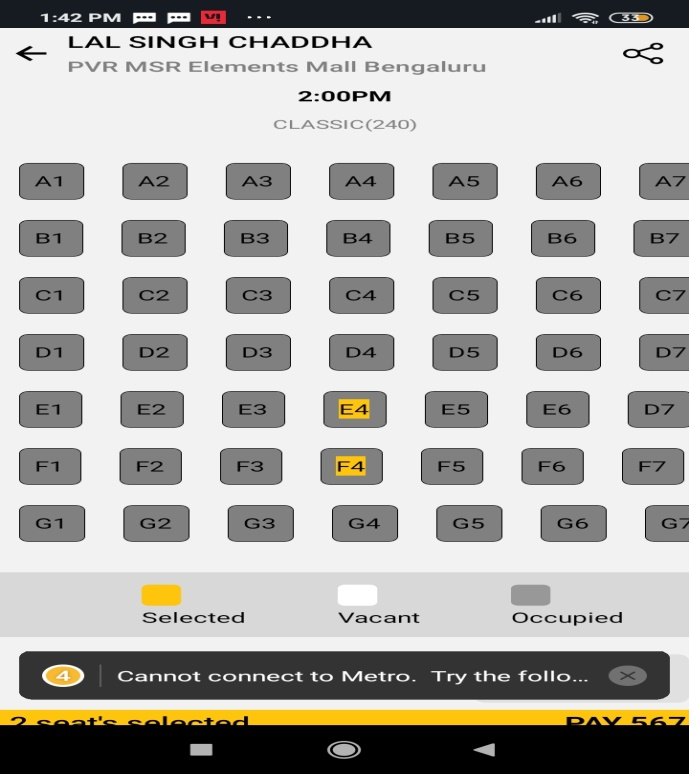 1:42 PM
33
LAL SINGH CHADDHA
PVR MSR Elements Mall Bengaluru
2:00PM
CLASSIC(240)
A1 A2 A3 A4 A5 A6 A7
B1 B2 B3 B4 B5 B6 B7
C1 C2 C3 C4 C5 C6 C7
D1 D2 D3 D4 D5 D6 D7
E1 E2 E3 E4 E5 E6 D7
F1 F2 F3 F4 F5 F6 F7
G1 G2 G3 G4 G5 G6 G7
Selected Vacant Occupied
4 Cannot connect to Metro. Try the follo...
2 seat's selected PAY 567